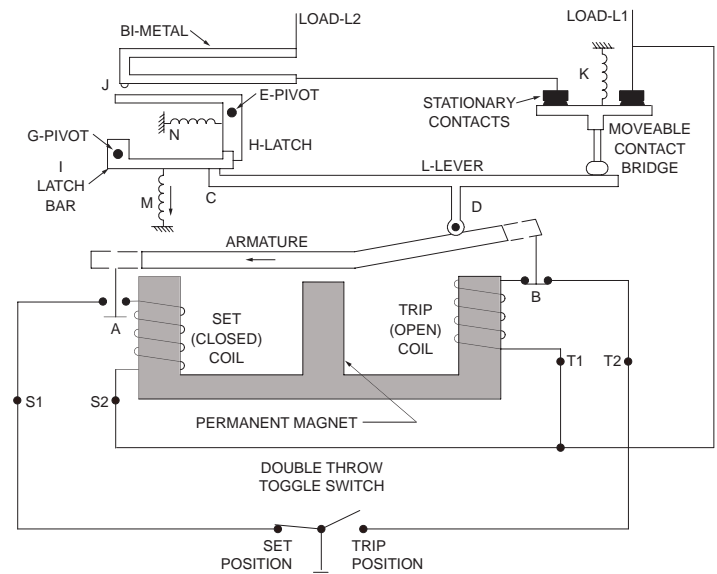 LOAD-L2
LOAD-L1
BI-METAL
K
J
E-PIVOT
STATIONARY
CONTACTS
G-PIVOT
N
H-LATCH
MOVEABLE
CONTACT
BRIDGE
I
LATCH
BAR
L-LEVER
M
C
D
ARMATURE
A
SET
(CLOSED)
COIL
TRIP
(OPEN)
COIL
B
T1
T2
S1
S2
PERMANENT MAGNET
DOUBLE THROW
TOGGLE SWITCH
SET
POSITION
TRIP
POSITION